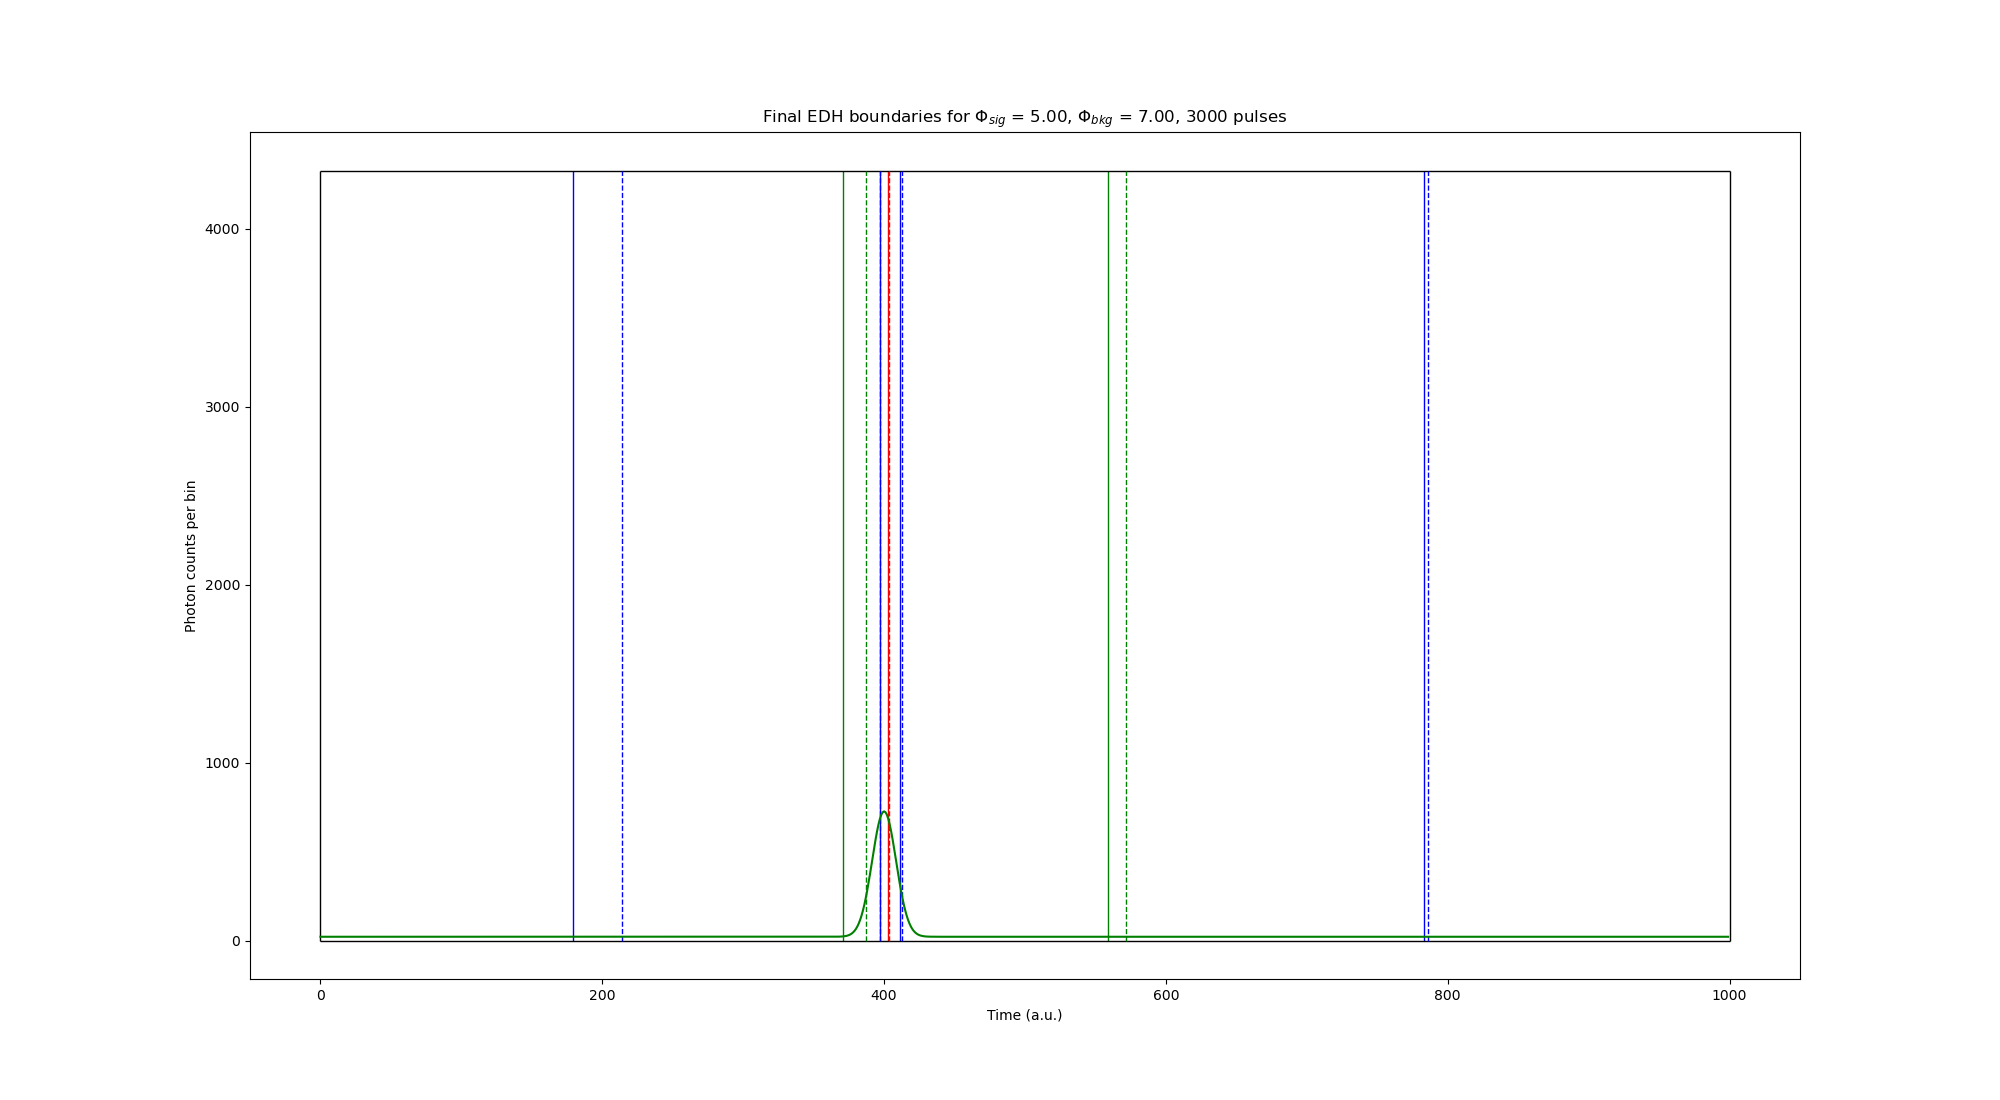 Final EDH boundaries for Φsig = 5.00, Φbkg = 7.00, 3000 pulses
Photon counts per bin
4000
3000
2000
1000
0
0 200 400 600 800 1000
Time (a.u.)